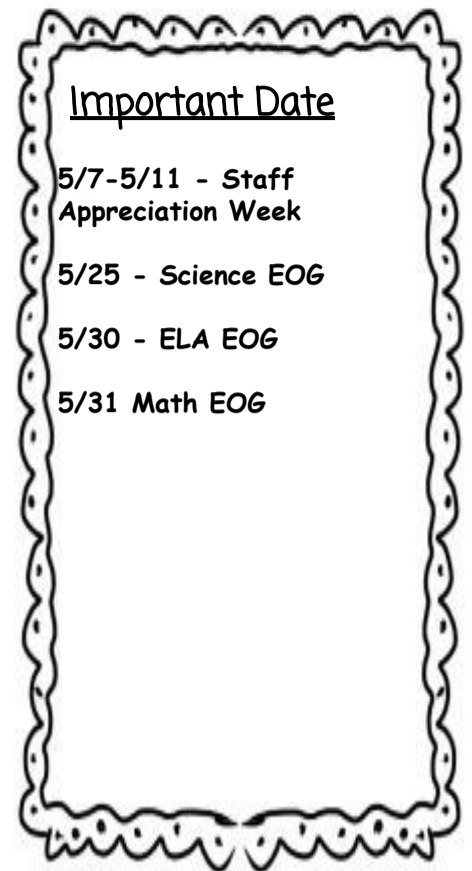 Important Date
5/7-5/11 - Staff
Appreciation Week
5/25 - Science EOG
5/30 - ELA EOG
5/31 Math EOG